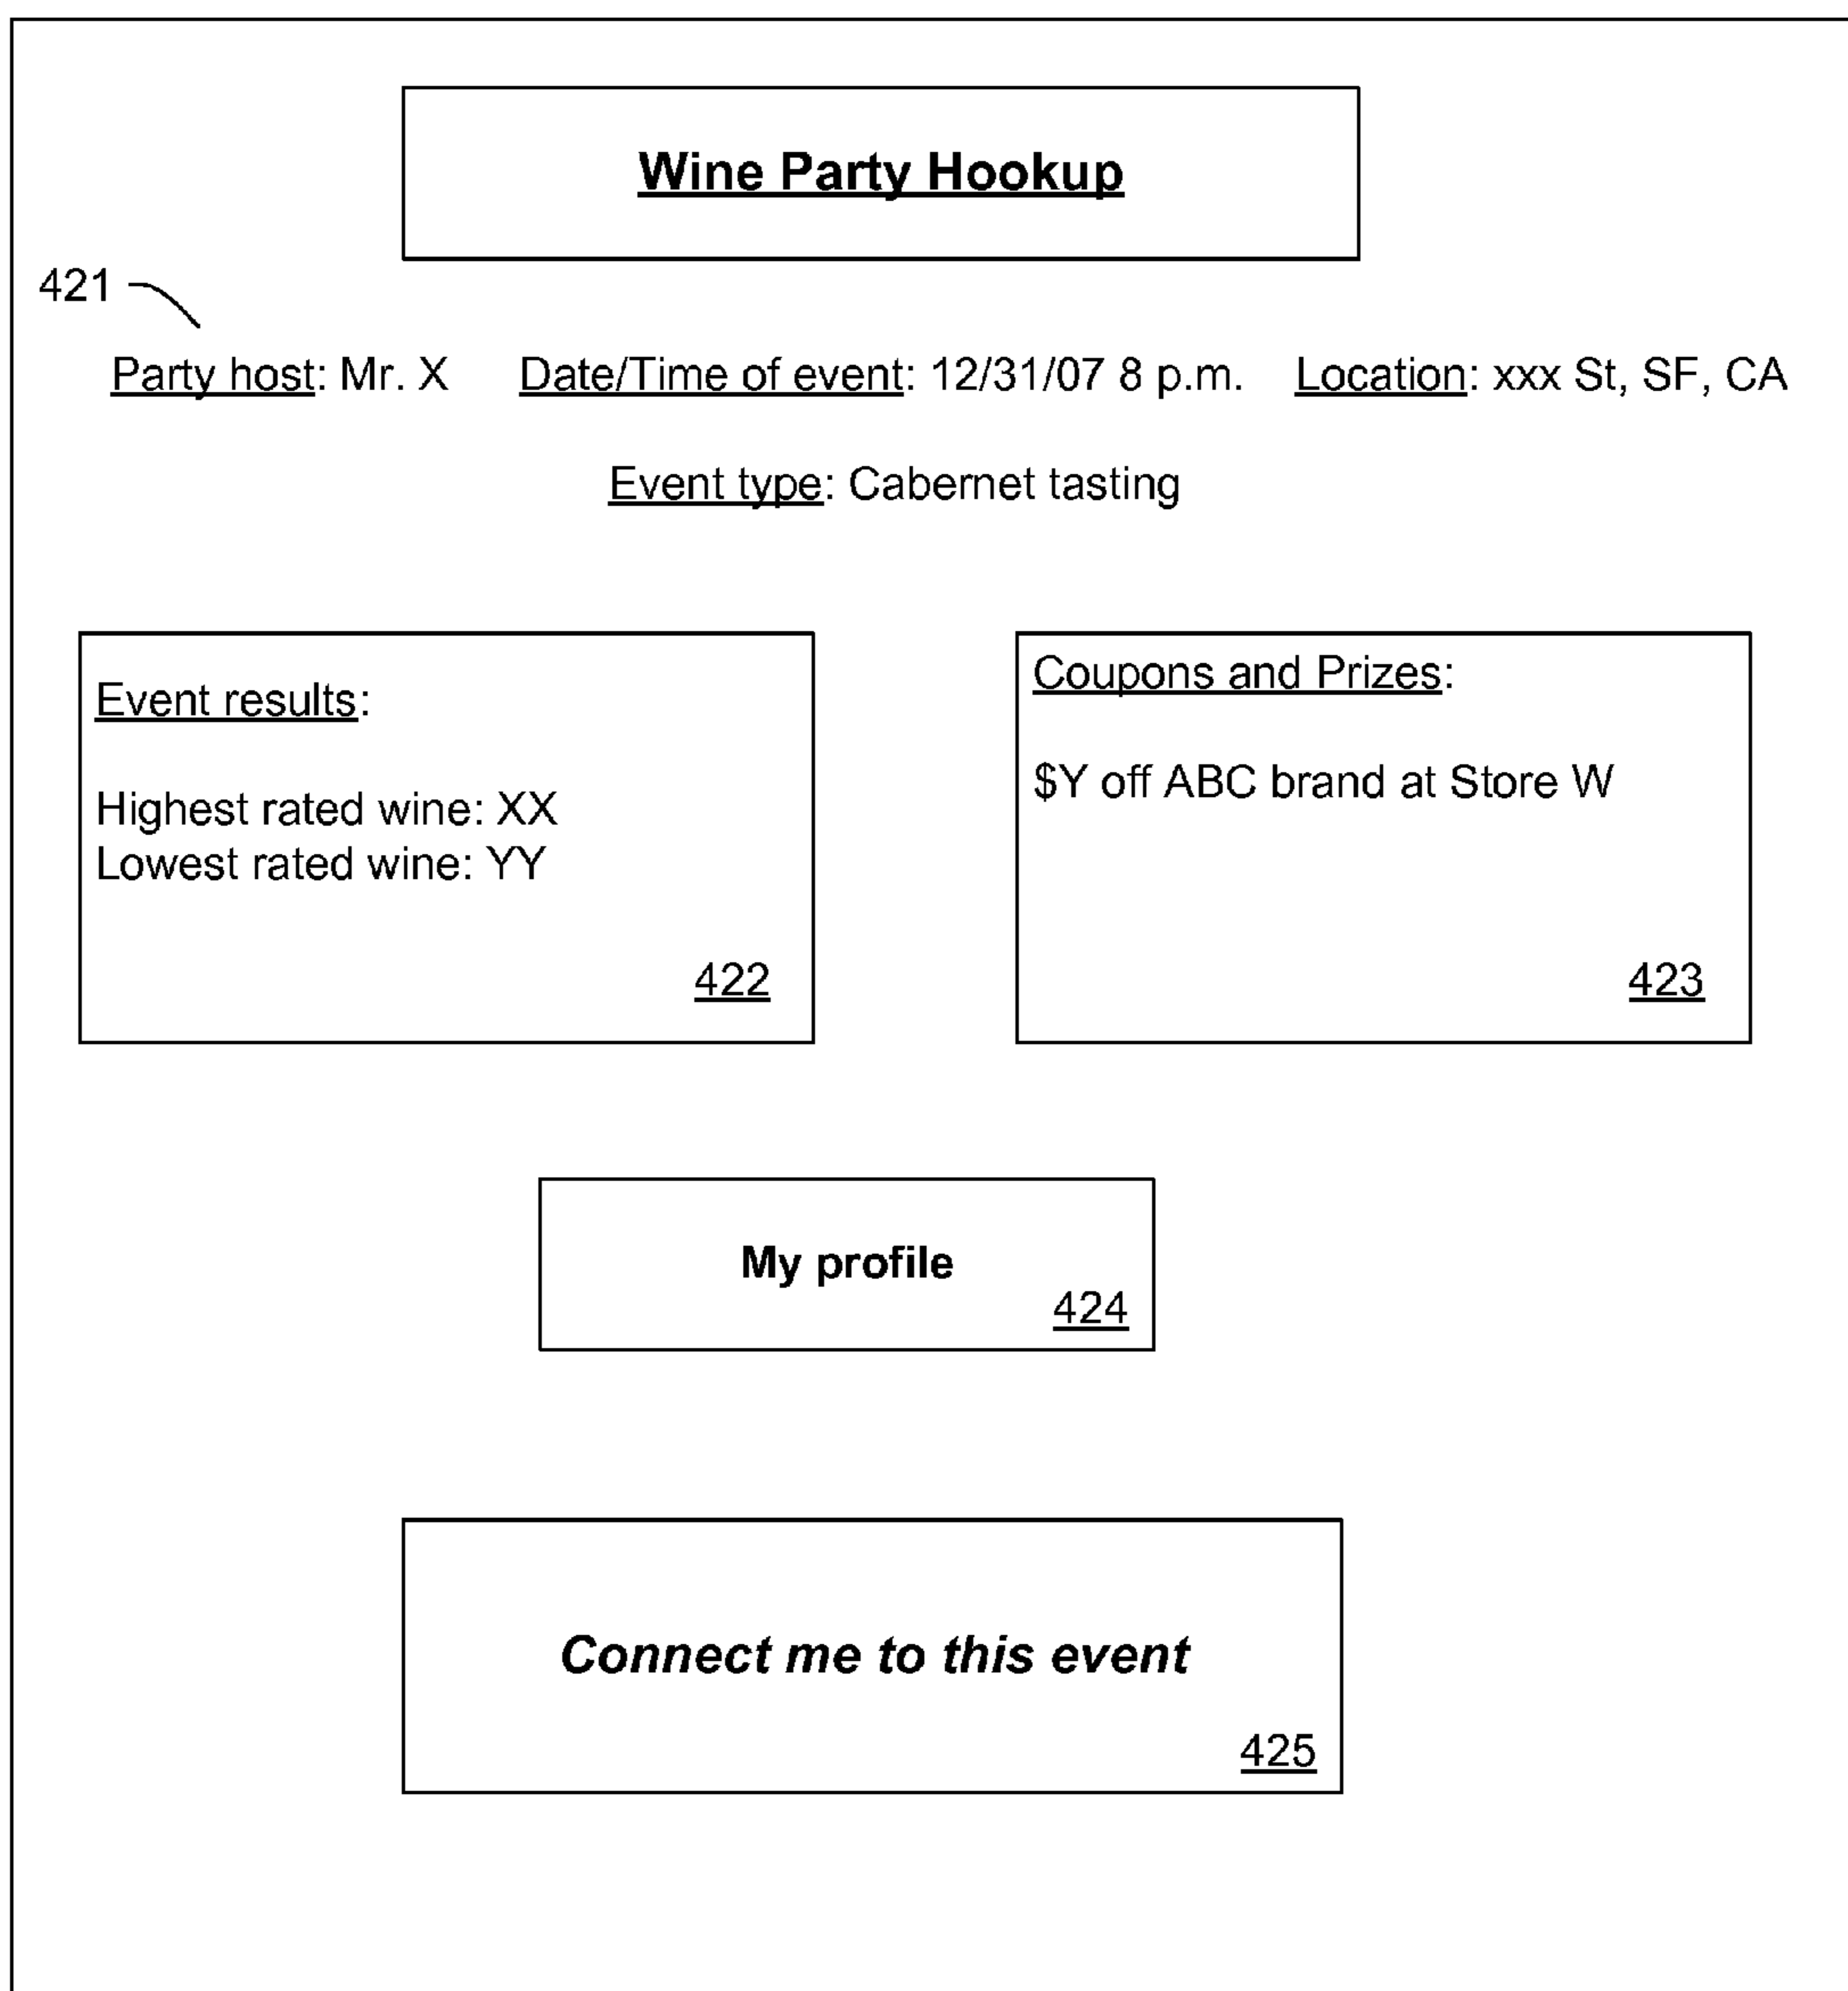 Wine Party Hookup
421
Party host: Mr. X Date/Time of event: 12/31/07 8 p.m. Location: xxx St, SF, CA
Event type: Cabernet tasting
Event results:
Highest rated wine: XX
Lowest rated wine: YY
422
Coupons and Prizes:
$Y off ABC brand at Store W
423
My profile
424
Connect me to this event
425